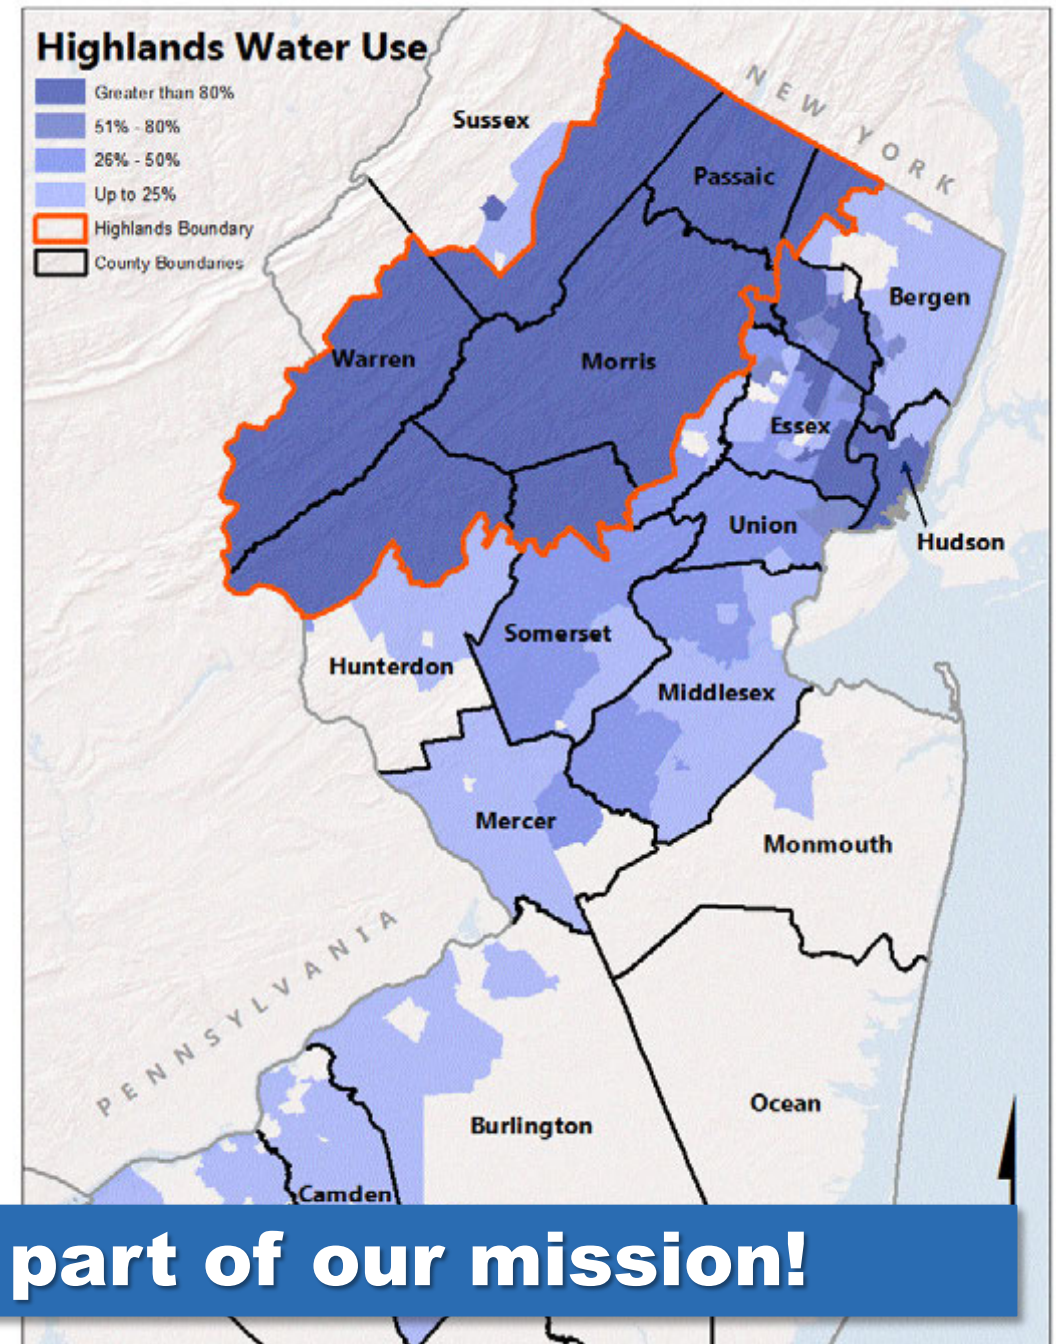 Highlands Water Use
Greater than 80%
51% - 80%
26% - 50%
Up to 25%
Highlands Boundary
County Boundaries
NEW YORK
Sussex
Passaic
Bergen
Warren
Morris
Essex
Union
Hudson
Somerset
Hunterdon
Middlesex
Mercer
Monmouth
PENNSYLVANIA
Ocean
Burlington
Camden
part of our mission!